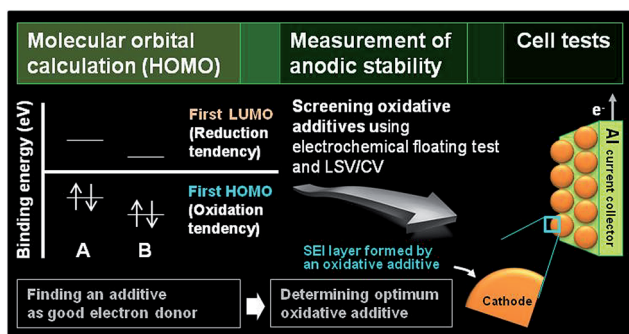 Molecular orbital
calculation (HOMO)
Measurement of
anodic stability
Cell tests
Binding energy (eV)
First LUMO
(Reduction
tendency)
First HOMO
(Oxidation
tendency)
A
B
Screening oxidative
additives using
electrochemical floating test
and LSV/CV
e-
Al
current collector
SEI layer formed by
an oxidative additive
Cathode
Finding an additive
as good electron donor
Determining optimum
oxidative additive